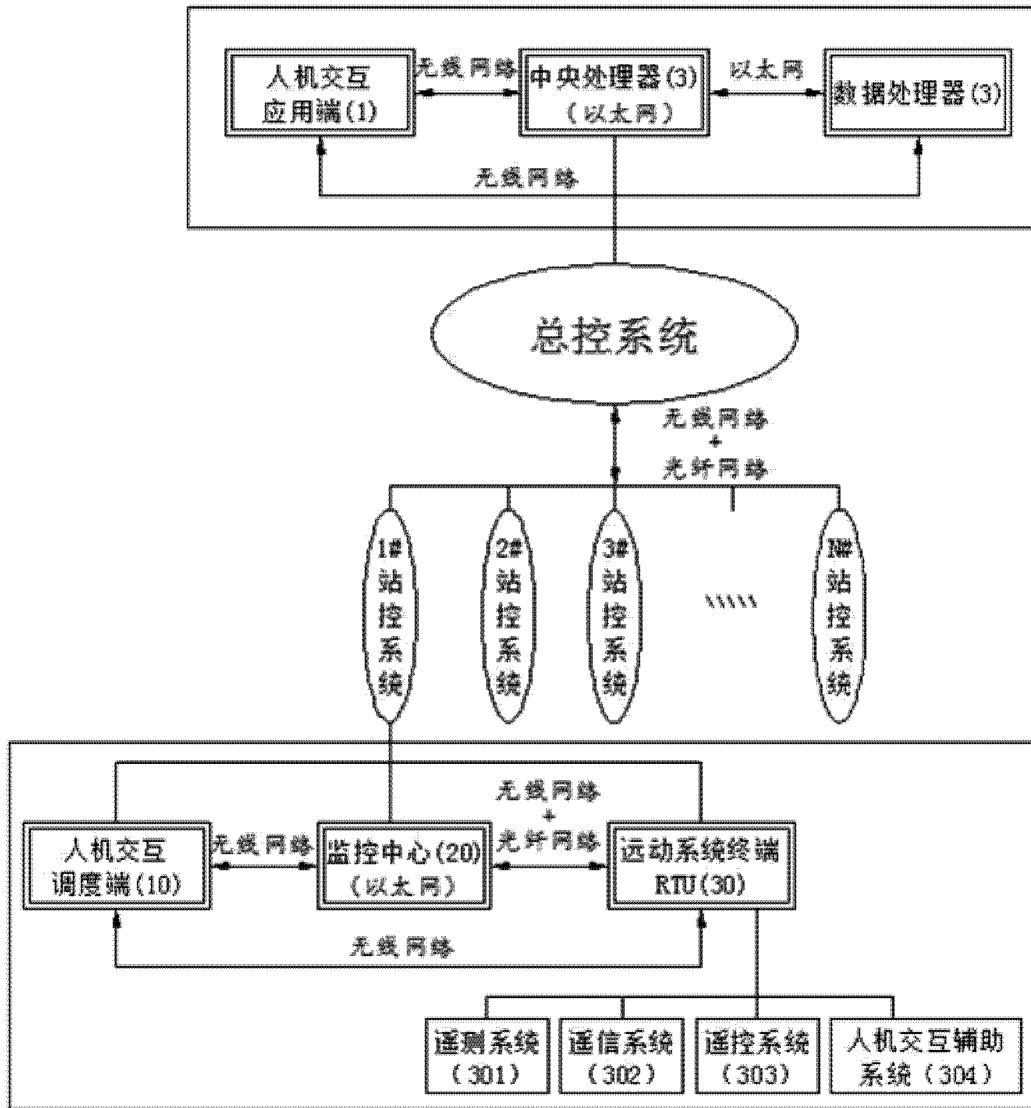 人机交互
应用端(1)
无线网络
中央处理器(3)
(以太网)
以太网
数据处理器(3)
无线网络
总控系统
无线网络
+
光纤网络
1#站控系统
2#站控系统
3#站控系统
N#站控系统
人机交互
调度端(10)
无线网络
监控中心(20)
(以太网)
无线网络
+
光纤网络
远动系统终端
RTU(30)
无线网络
遥测系统
(301)
遥信系统
(302)
遥控系统
(303)
人机交互辅助
系统(304)